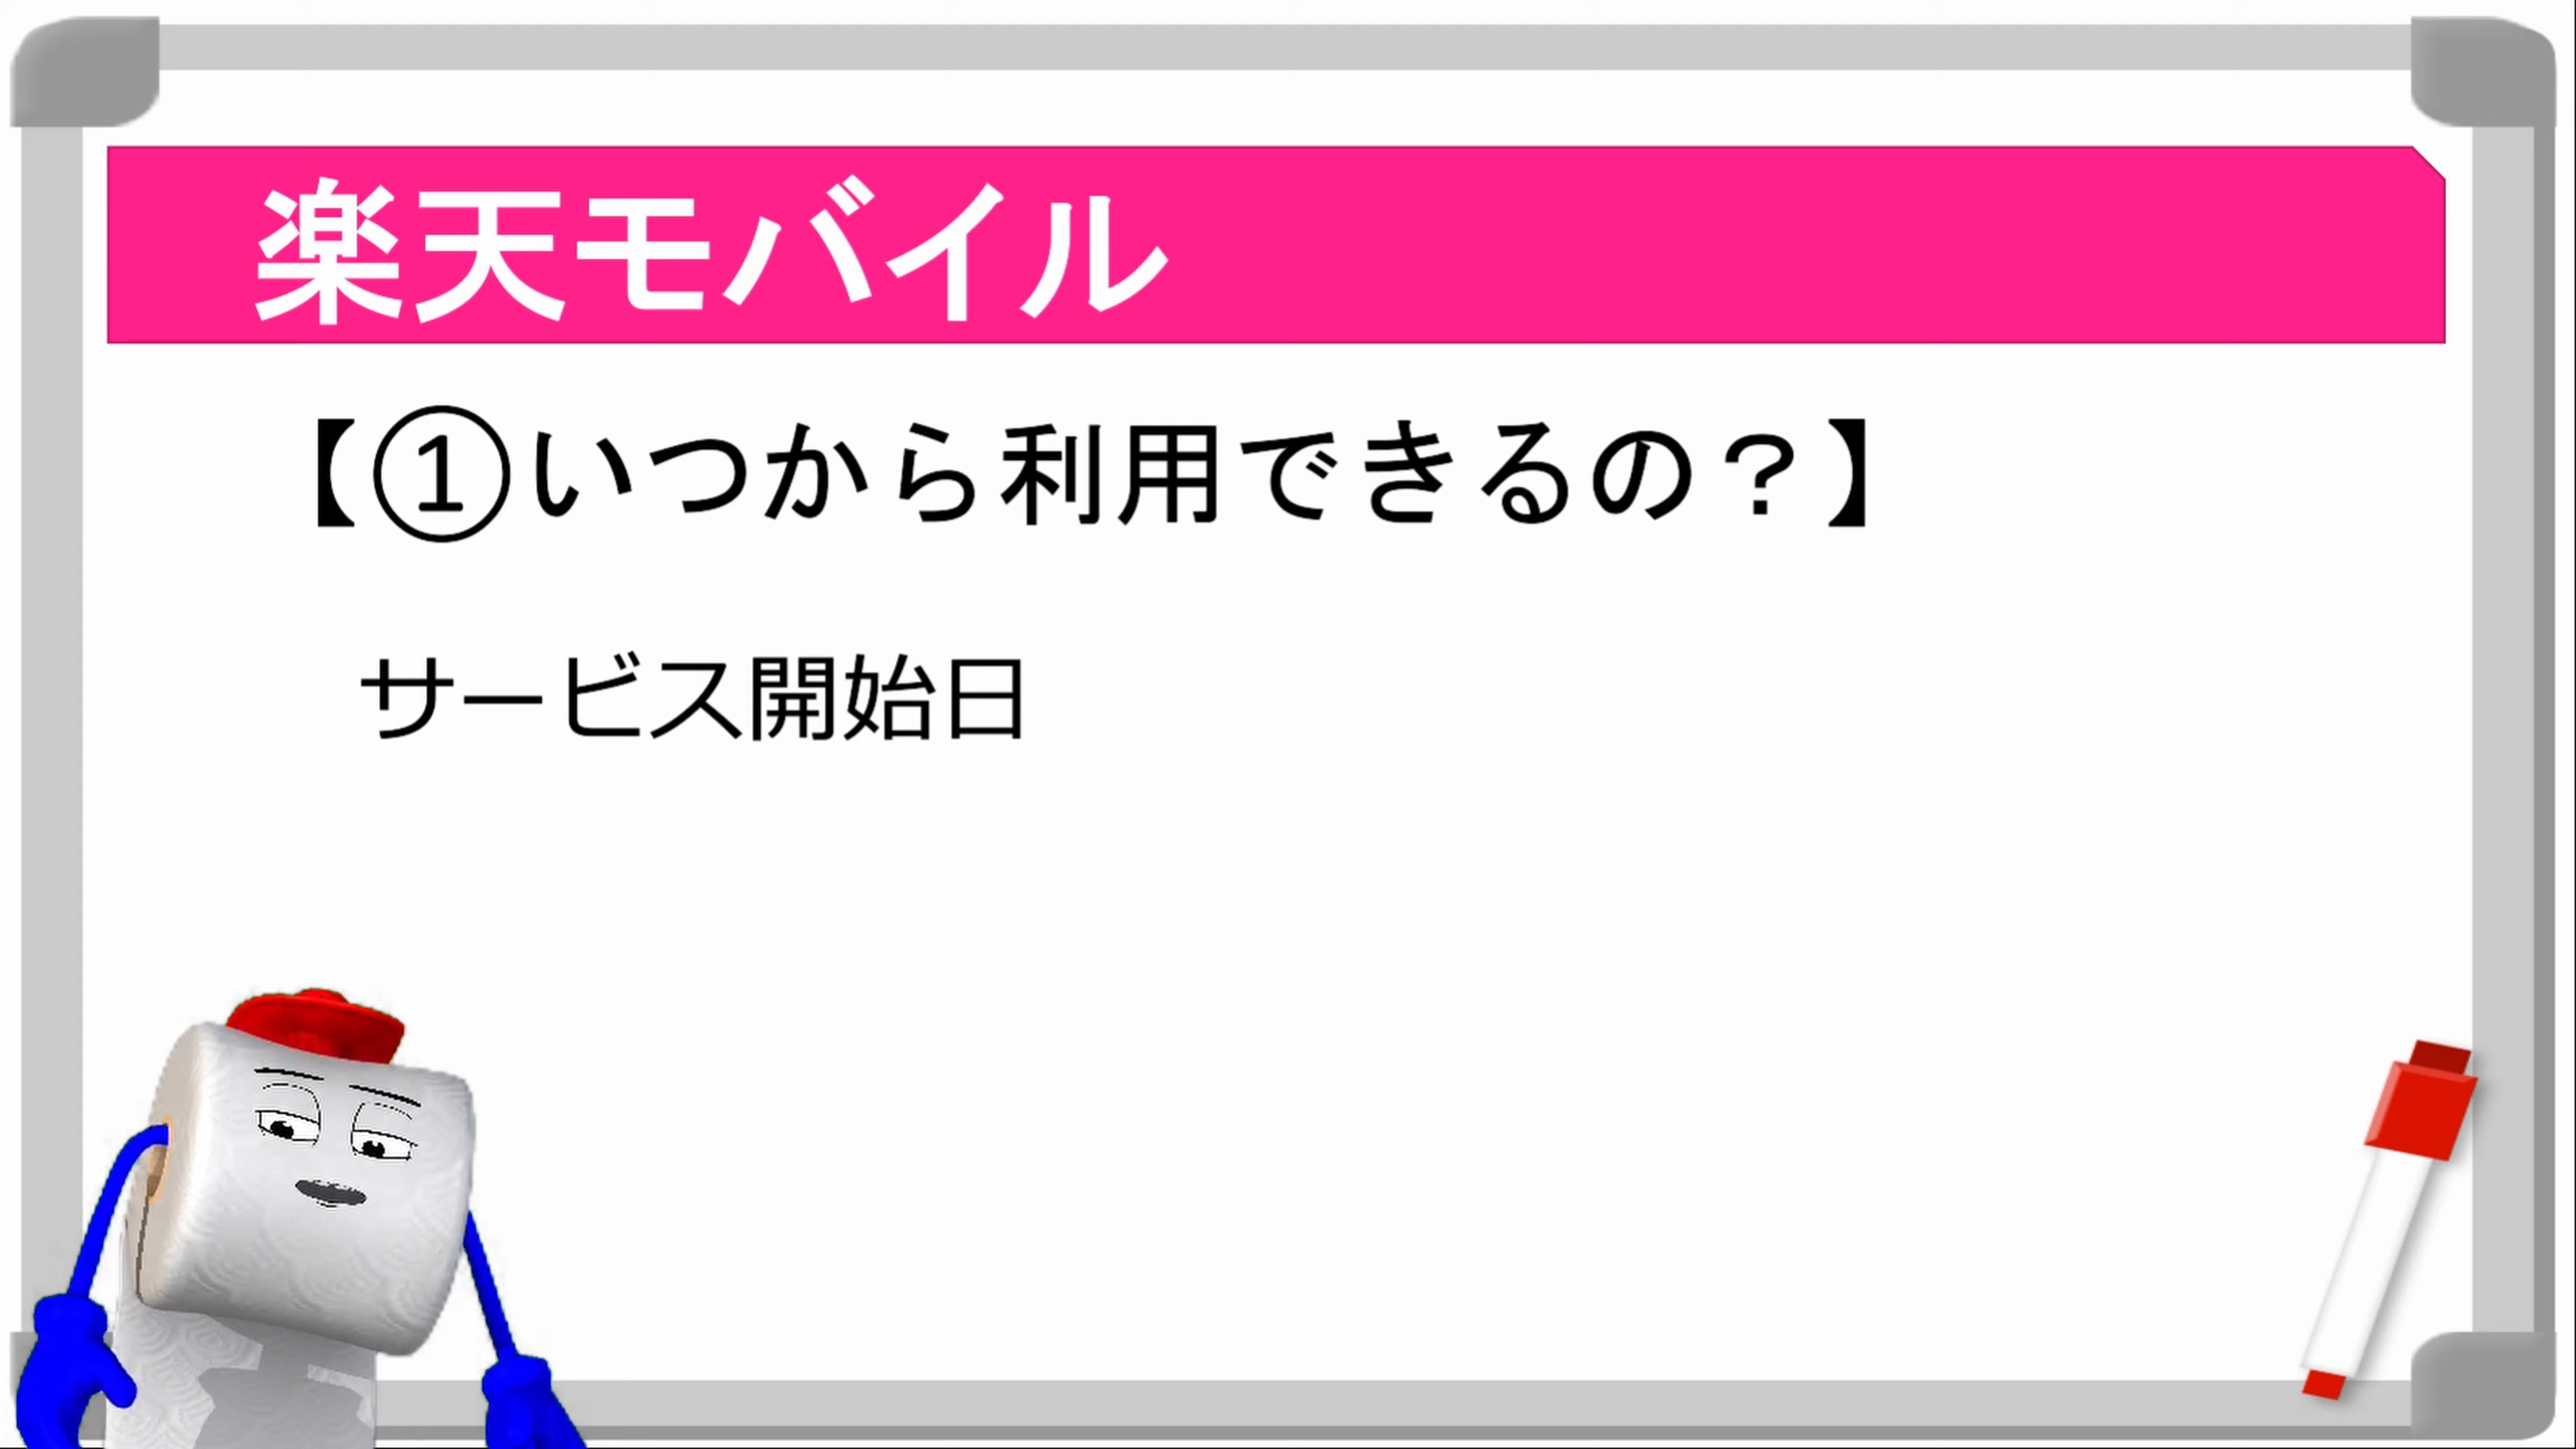 楽天モバイル
【①いつから利用できるの？】
サービス開始日